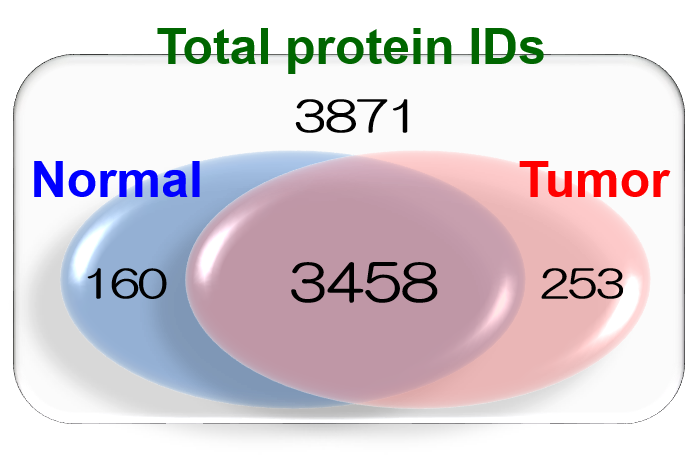 Total protein IDs
3871
Normal
Tumor
160
3458
253